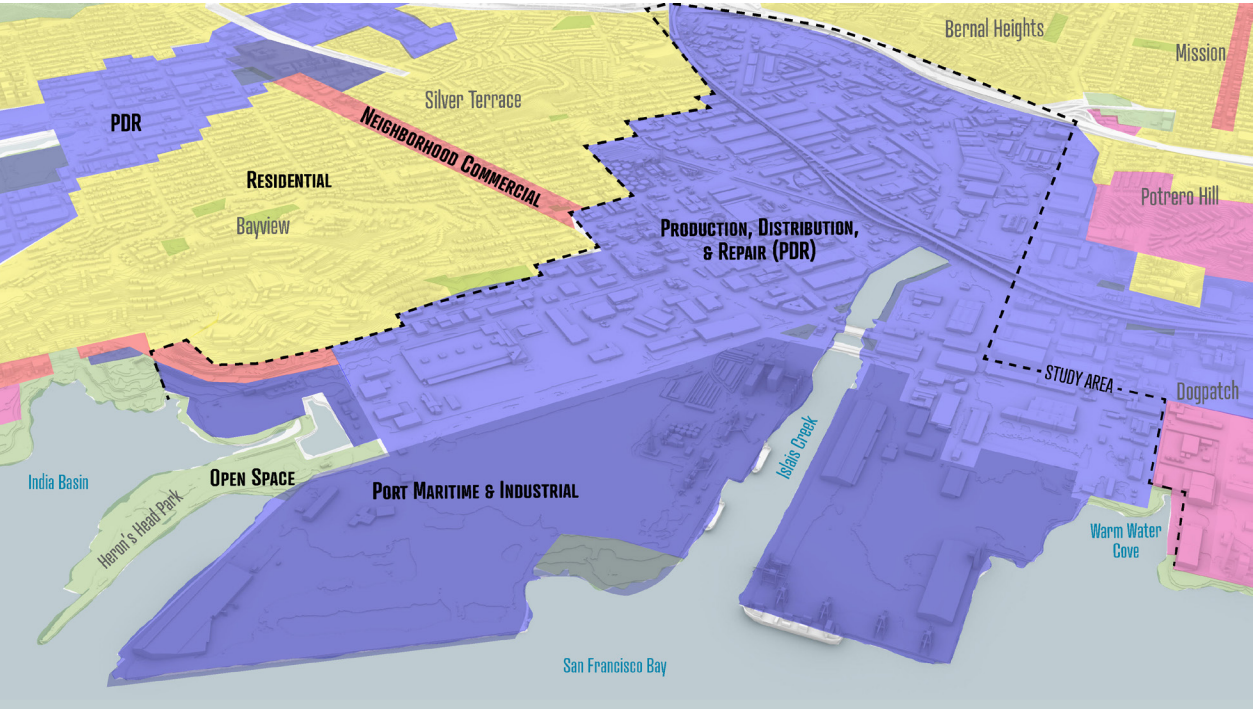 Bernal Heights
Mission
Silver Terrace
PDR
Neighborhood Commercial
Residential
Bayview
Potrero Hill
Production, Distribution,
& Repair (PDR)
STUDY AREA
Dogpatch
Islais Creek
India Basin
Open Space
Port Maritime & Industrial
Heron's Head Park
Warm Water
Cove
San Francisco Bay